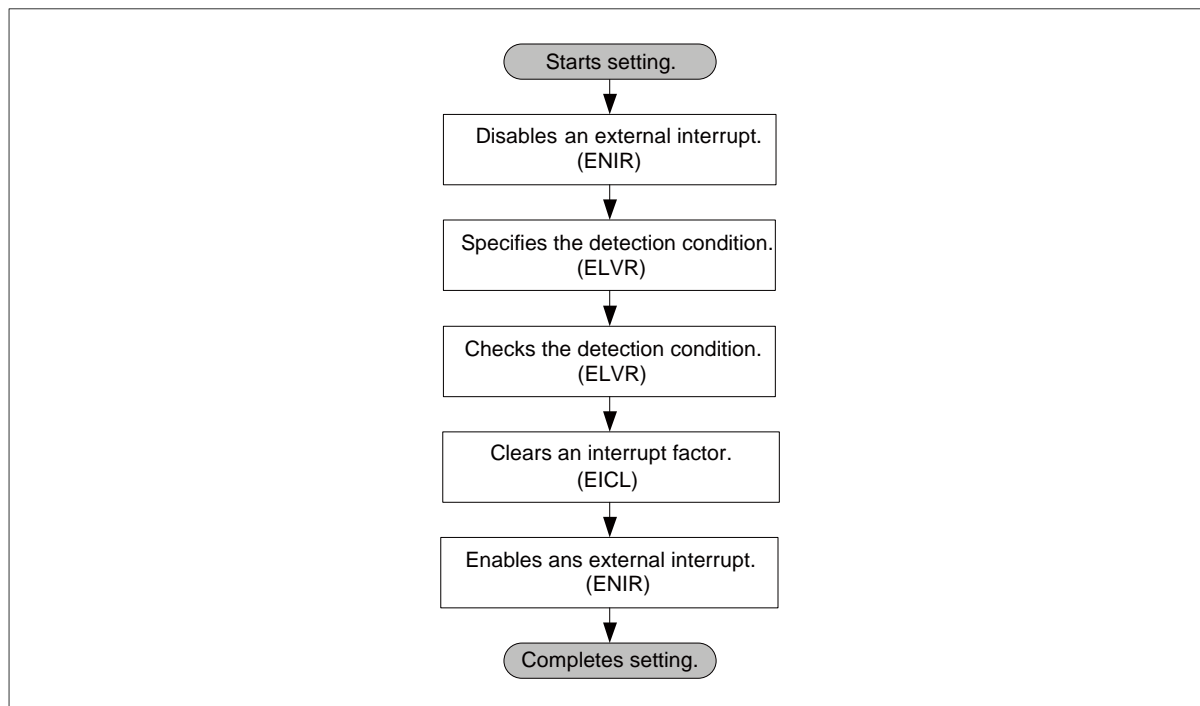 Starts setting.
Disables an external interrupt.
(ENIR)
Specifies the detection condition.
(ELVR)
Checks the detection condition.
(ELVR)
Clears an interrupt factor.
(EICL)
Enables ans external interrupt.
(ENIR)
Completes setting.